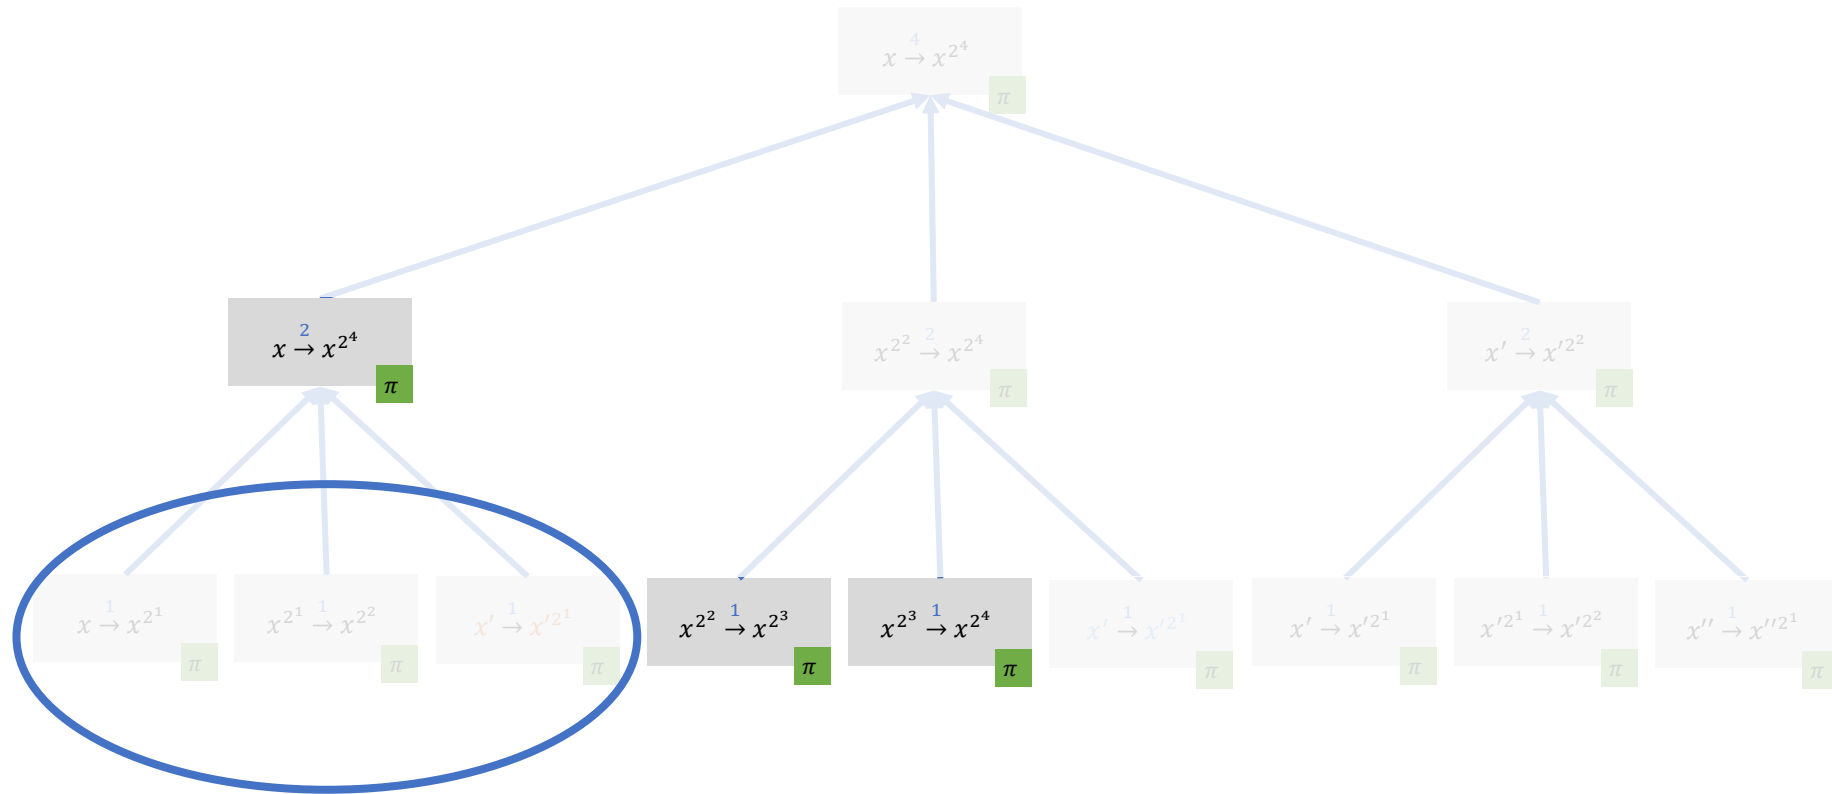 4
x → x^{2^4}
π
2
x → x^{2^4}
π
2
x^{2^2} → x^{2^4}
π
2
x′ → x′^{2^2}
π
1
x → x^{2^1}
π
1
x^{2^1} → x^{2^2}
π
1
x′ → x′^{2^1}
π
1
x^{2^2} → x^{2^3}
π
1
x^{2^3} → x^{2^4}
π
1
x′ → x′^{2^1}
π
1
x′ → x′^{2^1}
π
1
x′^{2^1} → x′^{2^2}
π
1
x′′ → x′′^{2^1}
π